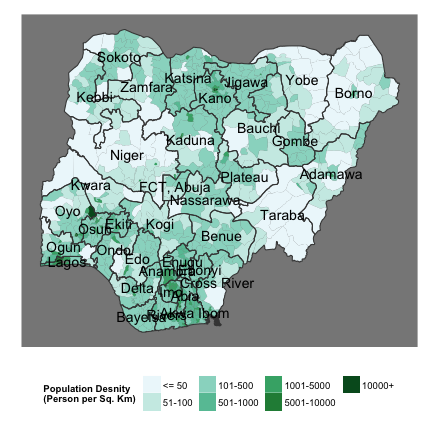 Sokoto
Katsina
Jigawa
Yobe
Borno
Kebbi
Zamfara
Kano
Bauchi
Gombe
Kaduna
Niger
Plateau
Adamawa
Kwara
FCT, Abuja
Nassarawa
Oyo
Taraba
Osun
Ekiti
Kogi
Benue
Ogun
Ondo
Edo
Enugu
Lagos
Anambra
Ebonyi
Cross River
Delta
Imo
Abia
Bayelsa
Rivers
Akwa Ibom
Population Desnity
(Person per Sq. Km)
<= 50
101-500
1001-5000
10000+
51-100
501-1000
5001-10000